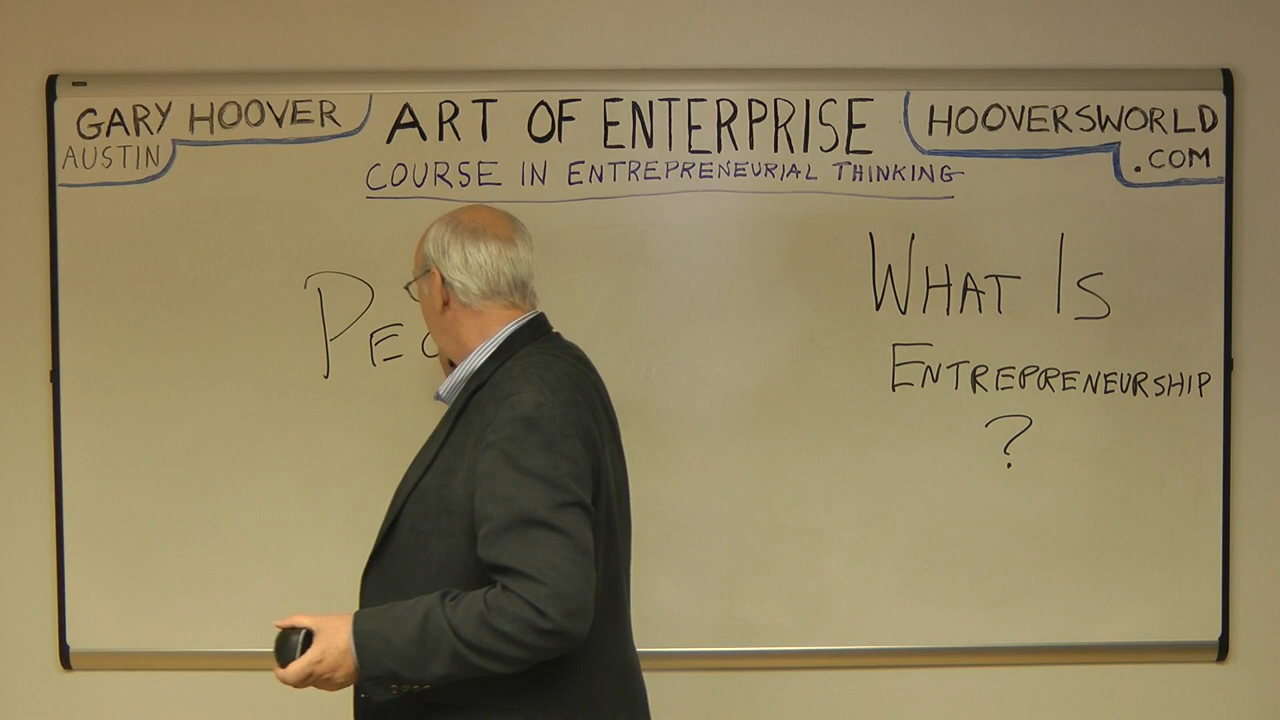 GARY HOOVER
AUSTIN
ART OF ENTERPRISE
COURSE IN ENTREPRENEURIAL THINKING
HOOVERSWORLD
.COM
WHAT IS
ENTREPRENEURSHIP
?